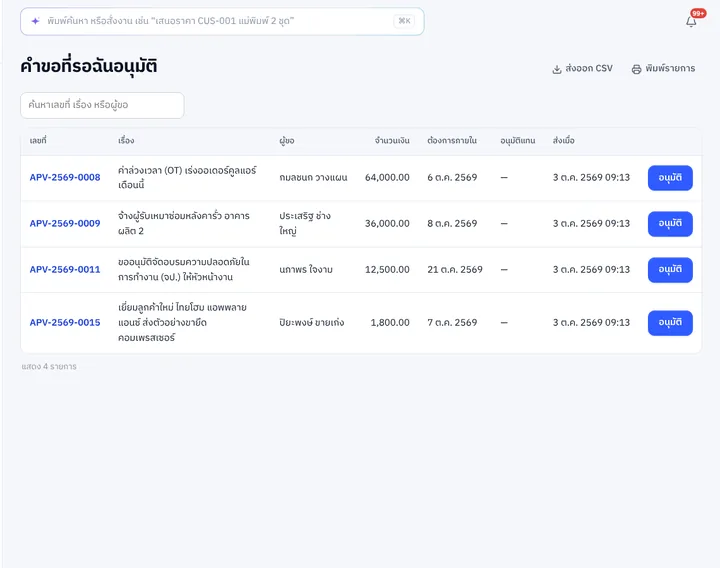 พิมพ์ค้นหา หรือสั่งงาน เช่น "เสนอราคา CUS-001 แม่พิมพ์ 2 ชุด"
⌘K
99+
คำขอที่รอฉันอนุมัติ
ส่งออก CSV
พิมพ์รายการ
ค้นหาเลขที่ เรื่อง หรือผู้ขอ
เลขที่ เรื่อง ผู้ขอ จำนวนเงิน ต้องการภายใน อนุมัติแทน ส่งเมื่อ
APV-2569-0008 ค่าล่วงเวลา (OT) เร่งออเดอร์คูลแอร์ กมลชนก วางแผน 64,000.00 6 ต.ค. 2569 — 3 ต.ค. 2569 09:13 อนุมัติ
เดือนนี้
APV-2569-0009 จ้างผู้รับเหมาซ่อมหลังคารั่ว อาคาร ประเสริฐ ช่าง 36,000.00 8 ต.ค. 2569 — 3 ต.ค. 2569 09:13 อนุมัติ
ผลิต 2 ใหญ่
APV-2569-0011 ขออนุมัติจัดอบรมความปลอดภัยใน นภาพร ใจงาม 12,500.00 21 ต.ค. 2569 — 3 ต.ค. 2569 09:13 อนุมัติ
การทำงาน (จป.) ให้หัวหน้างาน
เยี่ยมลูกค้าใหม่ ไทยโฮม แอพพลาย
APV-2569-0015 แอนซ์ ส่งตัวอย่างขายึด ปิยะพงษ์ ขายเก่ง 1,800.00 7 ต.ค. 2569 — 3 ต.ค. 2569 09:13 อนุมัติ
คอมเพรสเซอร์
แสดง 4 รายการ